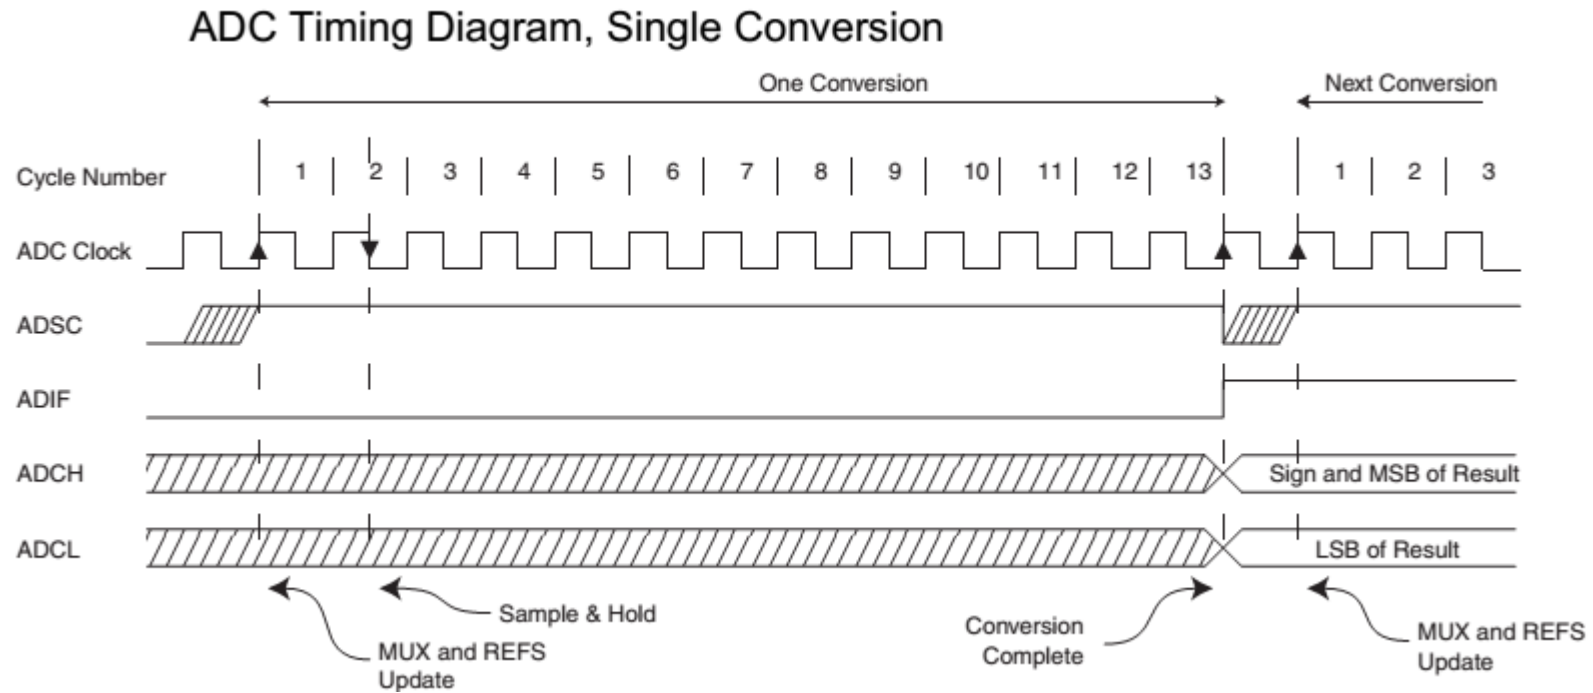 ADC Timing Diagram, Single Conversion
One Conversion
Next Conversion
Cycle Number
1 2 3 4 5 6 7 8 9 10 11 12 13 1 2 3
ADC Clock
ADSC
ADIF
ADCH
Sign and MSB of Result
ADCL
LSB of Result
Sample & Hold
MUX and REFS
Update
Conversion
Complete
MUX and REFS
Update